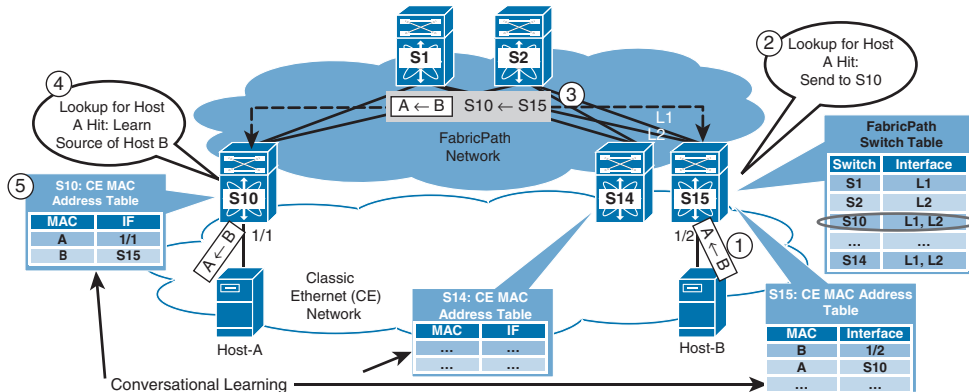 S1
S2
2
Lookup for Host
A Hit:
Send to S10
4
Lookup for Host
A Hit: Learn
Source of Host B
A ← B
S10 ← S15
3
L1
L2
FabricPath
Network
FabricPath
Switch Table
Switch Interface
S1 L1
S2 L2
S10 L1, L2
... ...
S14 L1, L2
5
S10: CE MAC
Address Table
MAC IF
A 1/1
B S15
S10
S14
S15
1/1
A ← B
1/2
A ← B
1
Classic
Ethernet (CE)
Network
S14: CE MAC
Address Table
MAC IF
... ...
... ...
S15: CE MAC Address
Table
MAC Interface
B 1/2
A S10
... ...
Host-A
Host-B
Conversational Learning